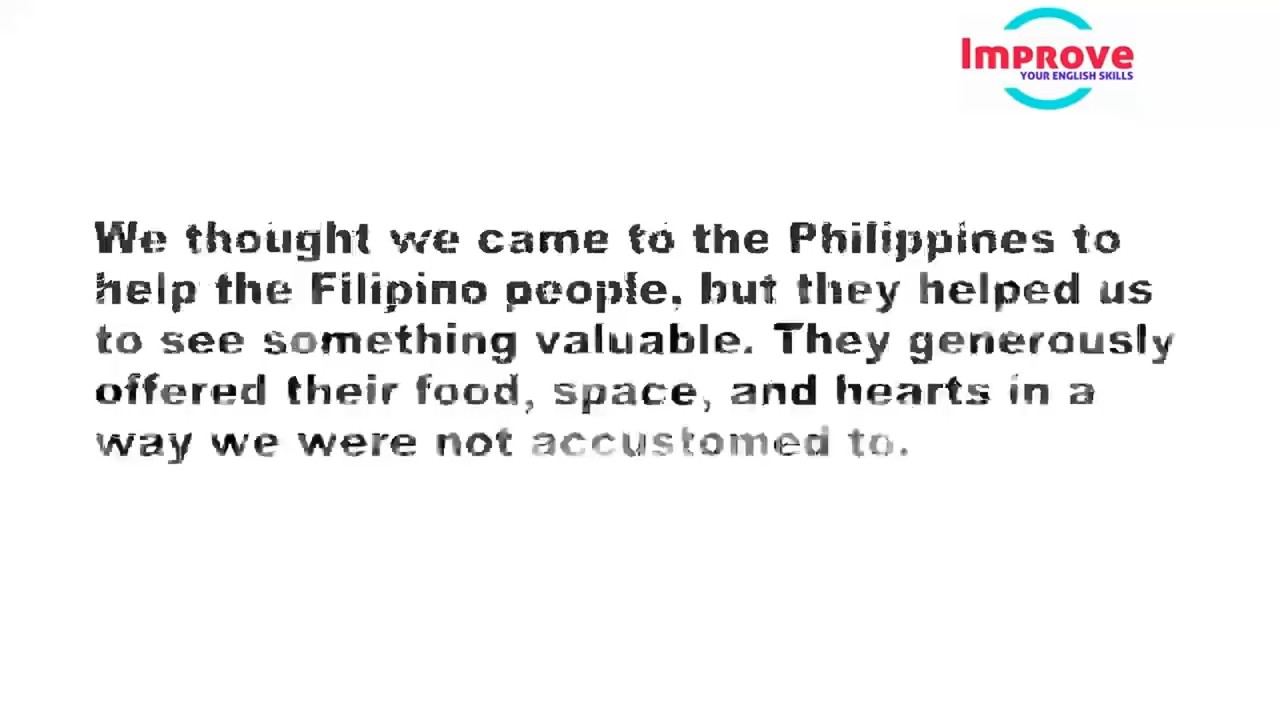 Improve
YOUR ENGLISH SKILLS
We thought we came to the Philippines to
help the Filipino people, but they helped us
to see something valuable. They generously
offered their food, space, and hearts in a
way we were not accustomed to.